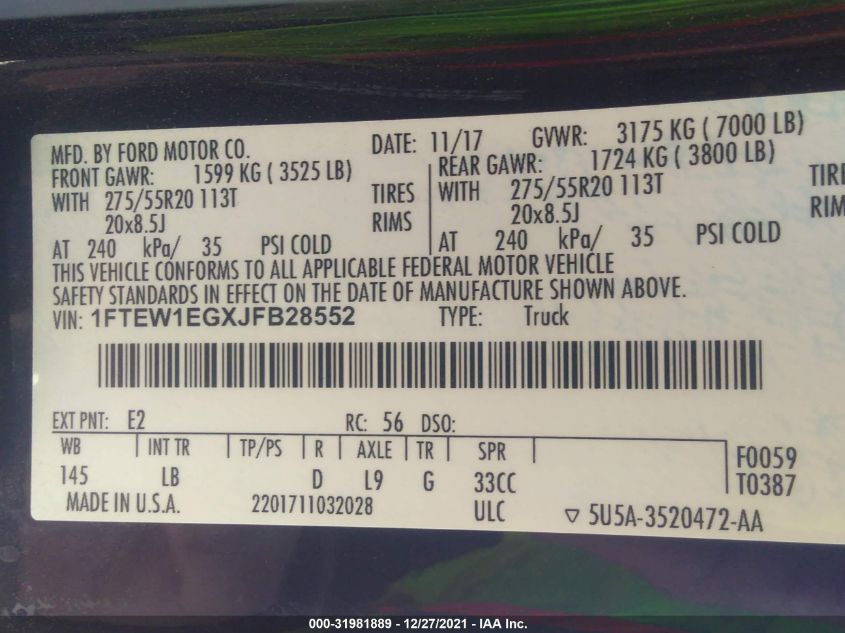 MFD. BY FORD MOTOR CO. DATE: 11/17 GVWR: 3175 KG ( 7000 LB)
FRONT GAWR: 1599 KG ( 3525 LB) REAR GAWR: 1724 KG ( 3800 LB)
WITH 275/55R20 113T TIRES WITH 275/55R20 113T
20x8.5J RIMS 20x8.5J
AT 240 kPa/ 35 PSI COLD AT 240 kPa/ 35 PSI COLD
THIS VEHICLE CONFORMS TO ALL APPLICABLE FEDERAL MOTOR VEHICLE
SAFETY STANDARDS IN EFFECT ON THE DATE OF MANUFACTURE SHOWN ABOVE.
VIN: 1FTEW1EGXJFB28552 TYPE: Truck
EXT PNT: E2 RC: 56 DSO:
WB INT TR TP/PS R AXLE TR SPR F0059
145 LB D L9 G 33CC T0387
MADE IN U.S.A. 2201711032028 ULC ▽ 5U5A-3520472-AA
000-31981889 - 12/27/2021 - IAA Inc.